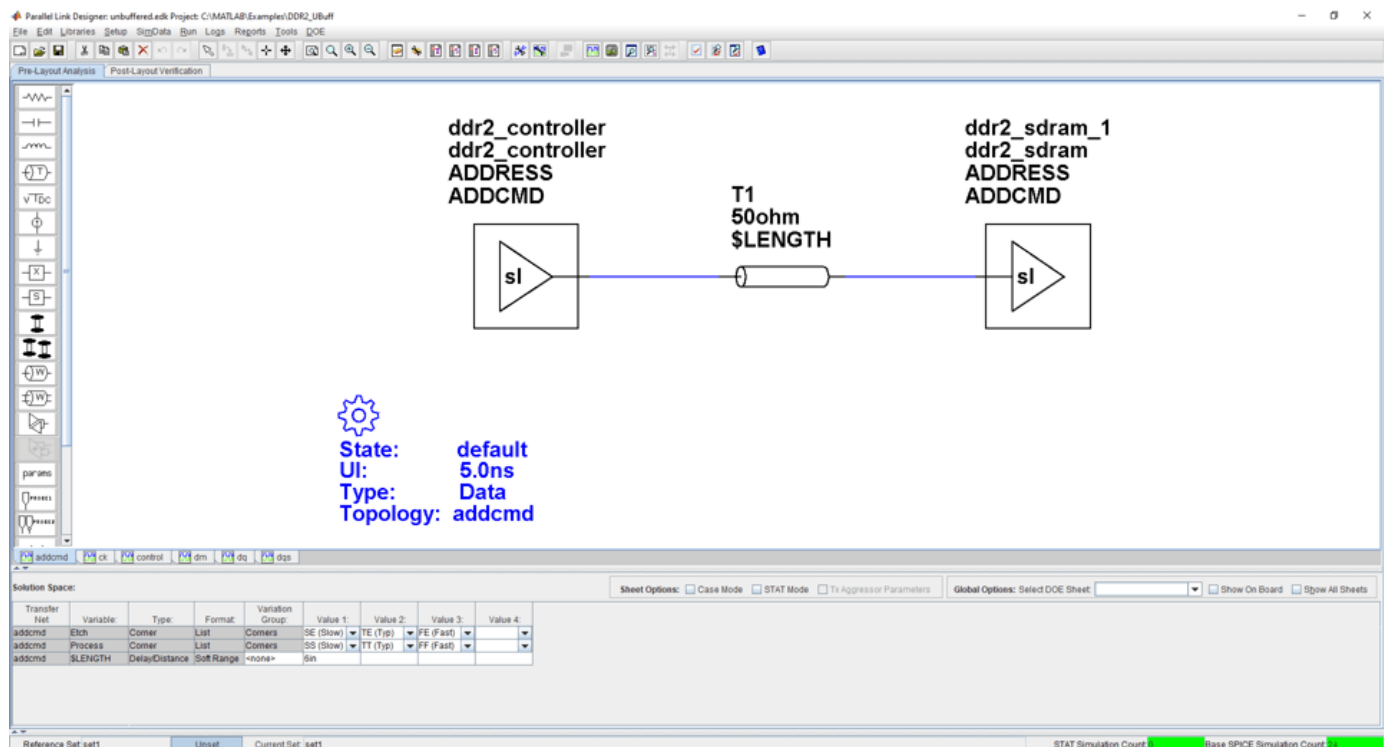 Parallel Link Designer: unbuffered.edk Project: C:\MATLAB\Examples\DDR2_UBuff
File Edit Libraries Setup SimData Run Logs Reports Tools DOE
Pre-Layout Analysis Post-Layout Verification
ddr2_controller
ddr2_controller
ADDRESS
ADDCMD
T1
50ohm
$LENGTH
ddr2_sdram_1
ddr2_sdram
ADDRESS
ADDCMD
sI
sI
T
X
S
W
W
params
State: default
UI: 5.0ns
Type: Data
Topology: addcmd
addcmd ck control dm dq dqs
Solution Space:
Sheet Options: Case Mode STAT Mode Tx Aggressor Parameters
Global Options: Select DOE Sheet: Show On Board Show All Sheets
Transfer Net Variable: Type: Format: Variation Group: Value 1: Value 2: Value 3: Value 4:
addcmd Etch Corner List Corners SE (Slow) TE (Typ) FE (Fast)
addcmd Process Corner List Corners SS (Slow) TT (Typ) FF (Fast)
addcmd $LENGTH Delay/Distance Soft Range <none> 6in
Reference Set: set1 Unset Current Set: set1 STAT Simulation Count: 0 Base SPICE Simulation Count: 24